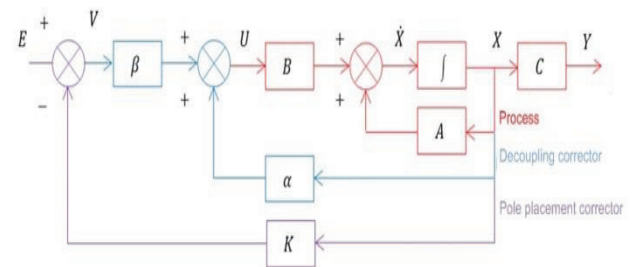 + V + U + Ẋ X Y
E β B ∫ C
− + + A
Process
Decoupling corrector
α
Pole placement corrector
K